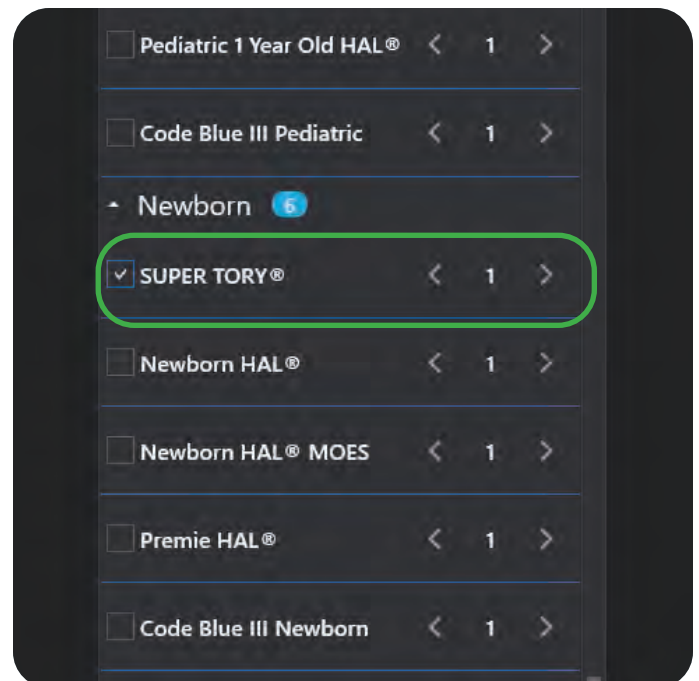 Pediatric 1 Year Old HAL® < 1 >
Code Blue III Pediatric < 1 >
Newborn 6
SUPER TORY® < 1 >
Newborn HAL® < 1 >
Newborn HAL® MOES < 1 >
Premie HAL® < 1 >
Code Blue III Newborn < 1 >